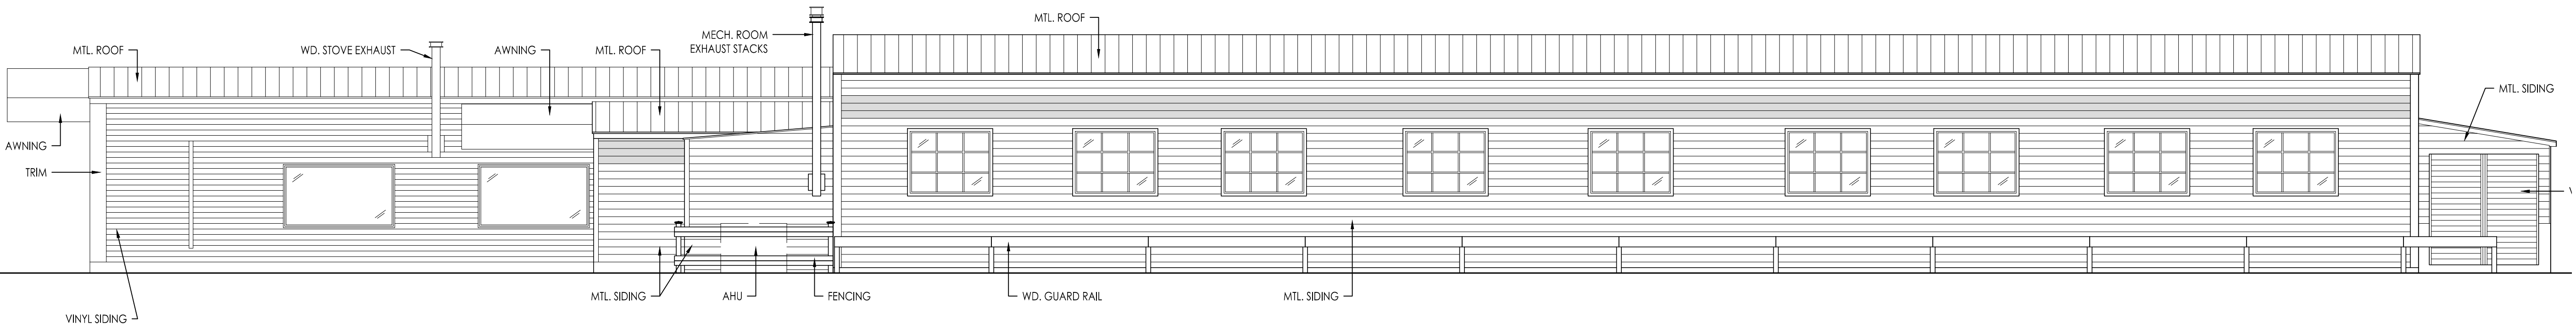 MTL. ROOF
MECH. ROOM
EXHAUST STACKS
MTL. ROOF
WD. STOVE EXHAUST
AWNING
MTL. ROOF
MTL. SIDING
AWNING
TRIM
V
MTL. SIDING
AHU
FENCING
WD. GUARD RAIL
MTL. SIDING
VINYL SIDING